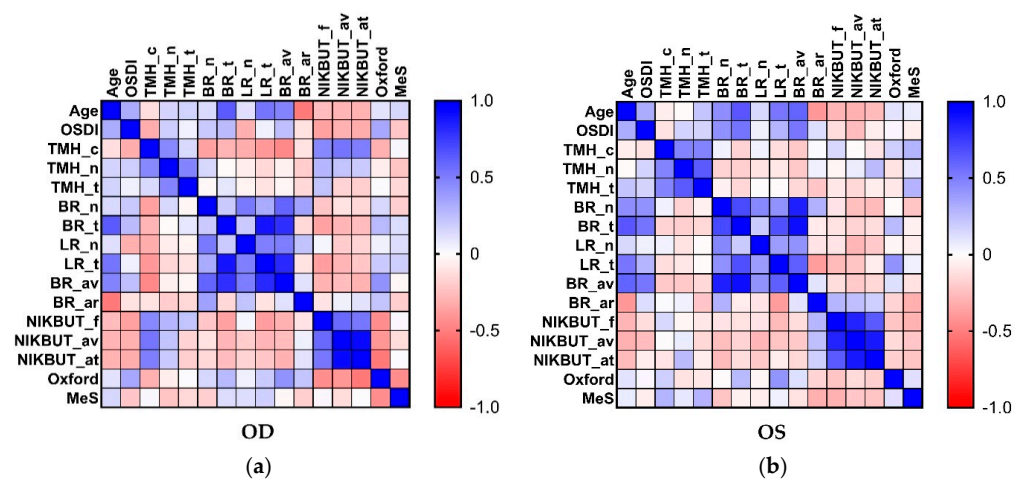 Age OSDI TMH_c TMH_n TMH_t BR_n BR_t LR_n LR_t BR_av BR_ar NIKBUT_f NIKBUT_av NIKBUT_at Oxford MeS
Age
OSDI
TMH_c
TMH_n
TMH_t
BR_n
BR_t
LR_n
LR_t
BR_av
BR_ar
NIKBUT_f
NIKBUT_av
NIKBUT_at
Oxford
MeS
1.0
0.5
0
-0.5
-1.0
OD
(a)
Age OSDI TMH_c TMH_n TMH_t BR_n BR_t LR_n LR_t BR_av BR_ar NIKBUT_f NIKBUT_av NIKBUT_at Oxford MeS
Age
OSDI
TMH_c
TMH_n
TMH_t
BR_n
BR_t
LR_n
LR_t
BR_av
BR_ar
NIKBUT_f
NIKBUT_av
NIKBUT_at
Oxford
MeS
1.0
0.5
0
-0.5
-1.0
OS
(b)